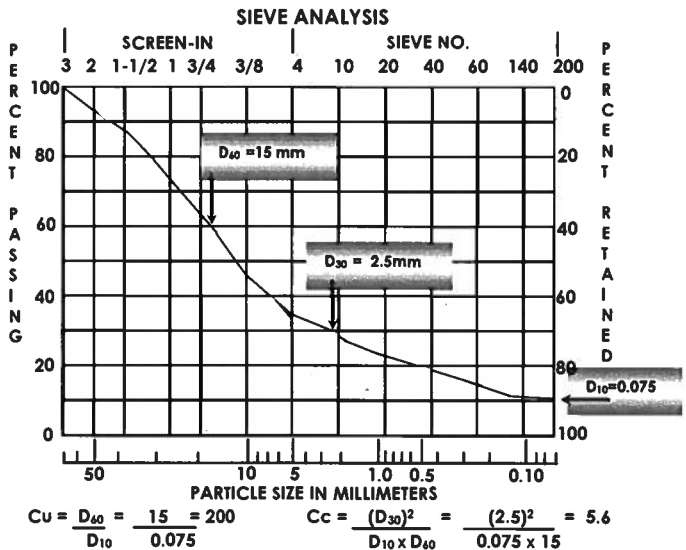 SIEVE ANALYSIS
SCREEN-IN SIEVE NO.
3 2 1-1/2 1 3/4 3/8 4 10 20 40 60 140 200
PERCENT PASSING
PERCENT RETAINED
100 0
80 20
60 40
40 60
20 80
0 100
D60 =15 mm
D30 = 2.5mm
D10=0.075
50 10 5 1.0 0.5 0.10
PARTICLE SIZE IN MILLIMETERS
Cu = D60 = 15 = 200 Cc = (D30)2 = (2.5)2 = 5.6
D10 0.075 D10 x D60 0.075 x 15